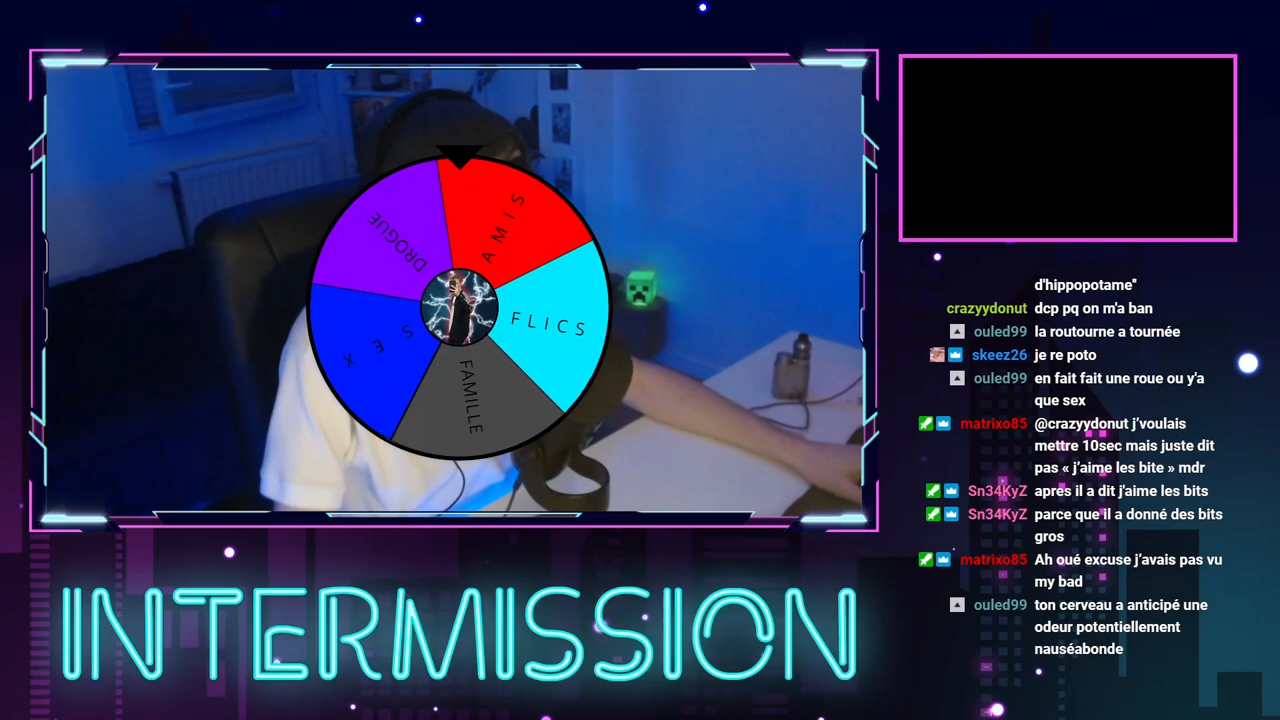 DROGUE
AMIS
FLICS
FAMILLE
SEX
INTERMISSION
d'hippopotame"
crazyydonut dcp pq on m'a ban
ouled99 la routourne a tournée
skeez26 je re poto
ouled99 en fait fait une roue ou y'a
que sex
matrixo85 @crazyydonut j'voulais
mettre 10sec mais juste dit
pas « j'aime les bite » mdr
Sn34KyZ apres il a dit j'aime les bits
Sn34KyZ parce que il a donné des bits
gros
matrixo85 Ah oué excuse j'avais pas vu
my bad
ouled99 ton cerveau a anticipé une
odeur potentiellement
nauséabonde